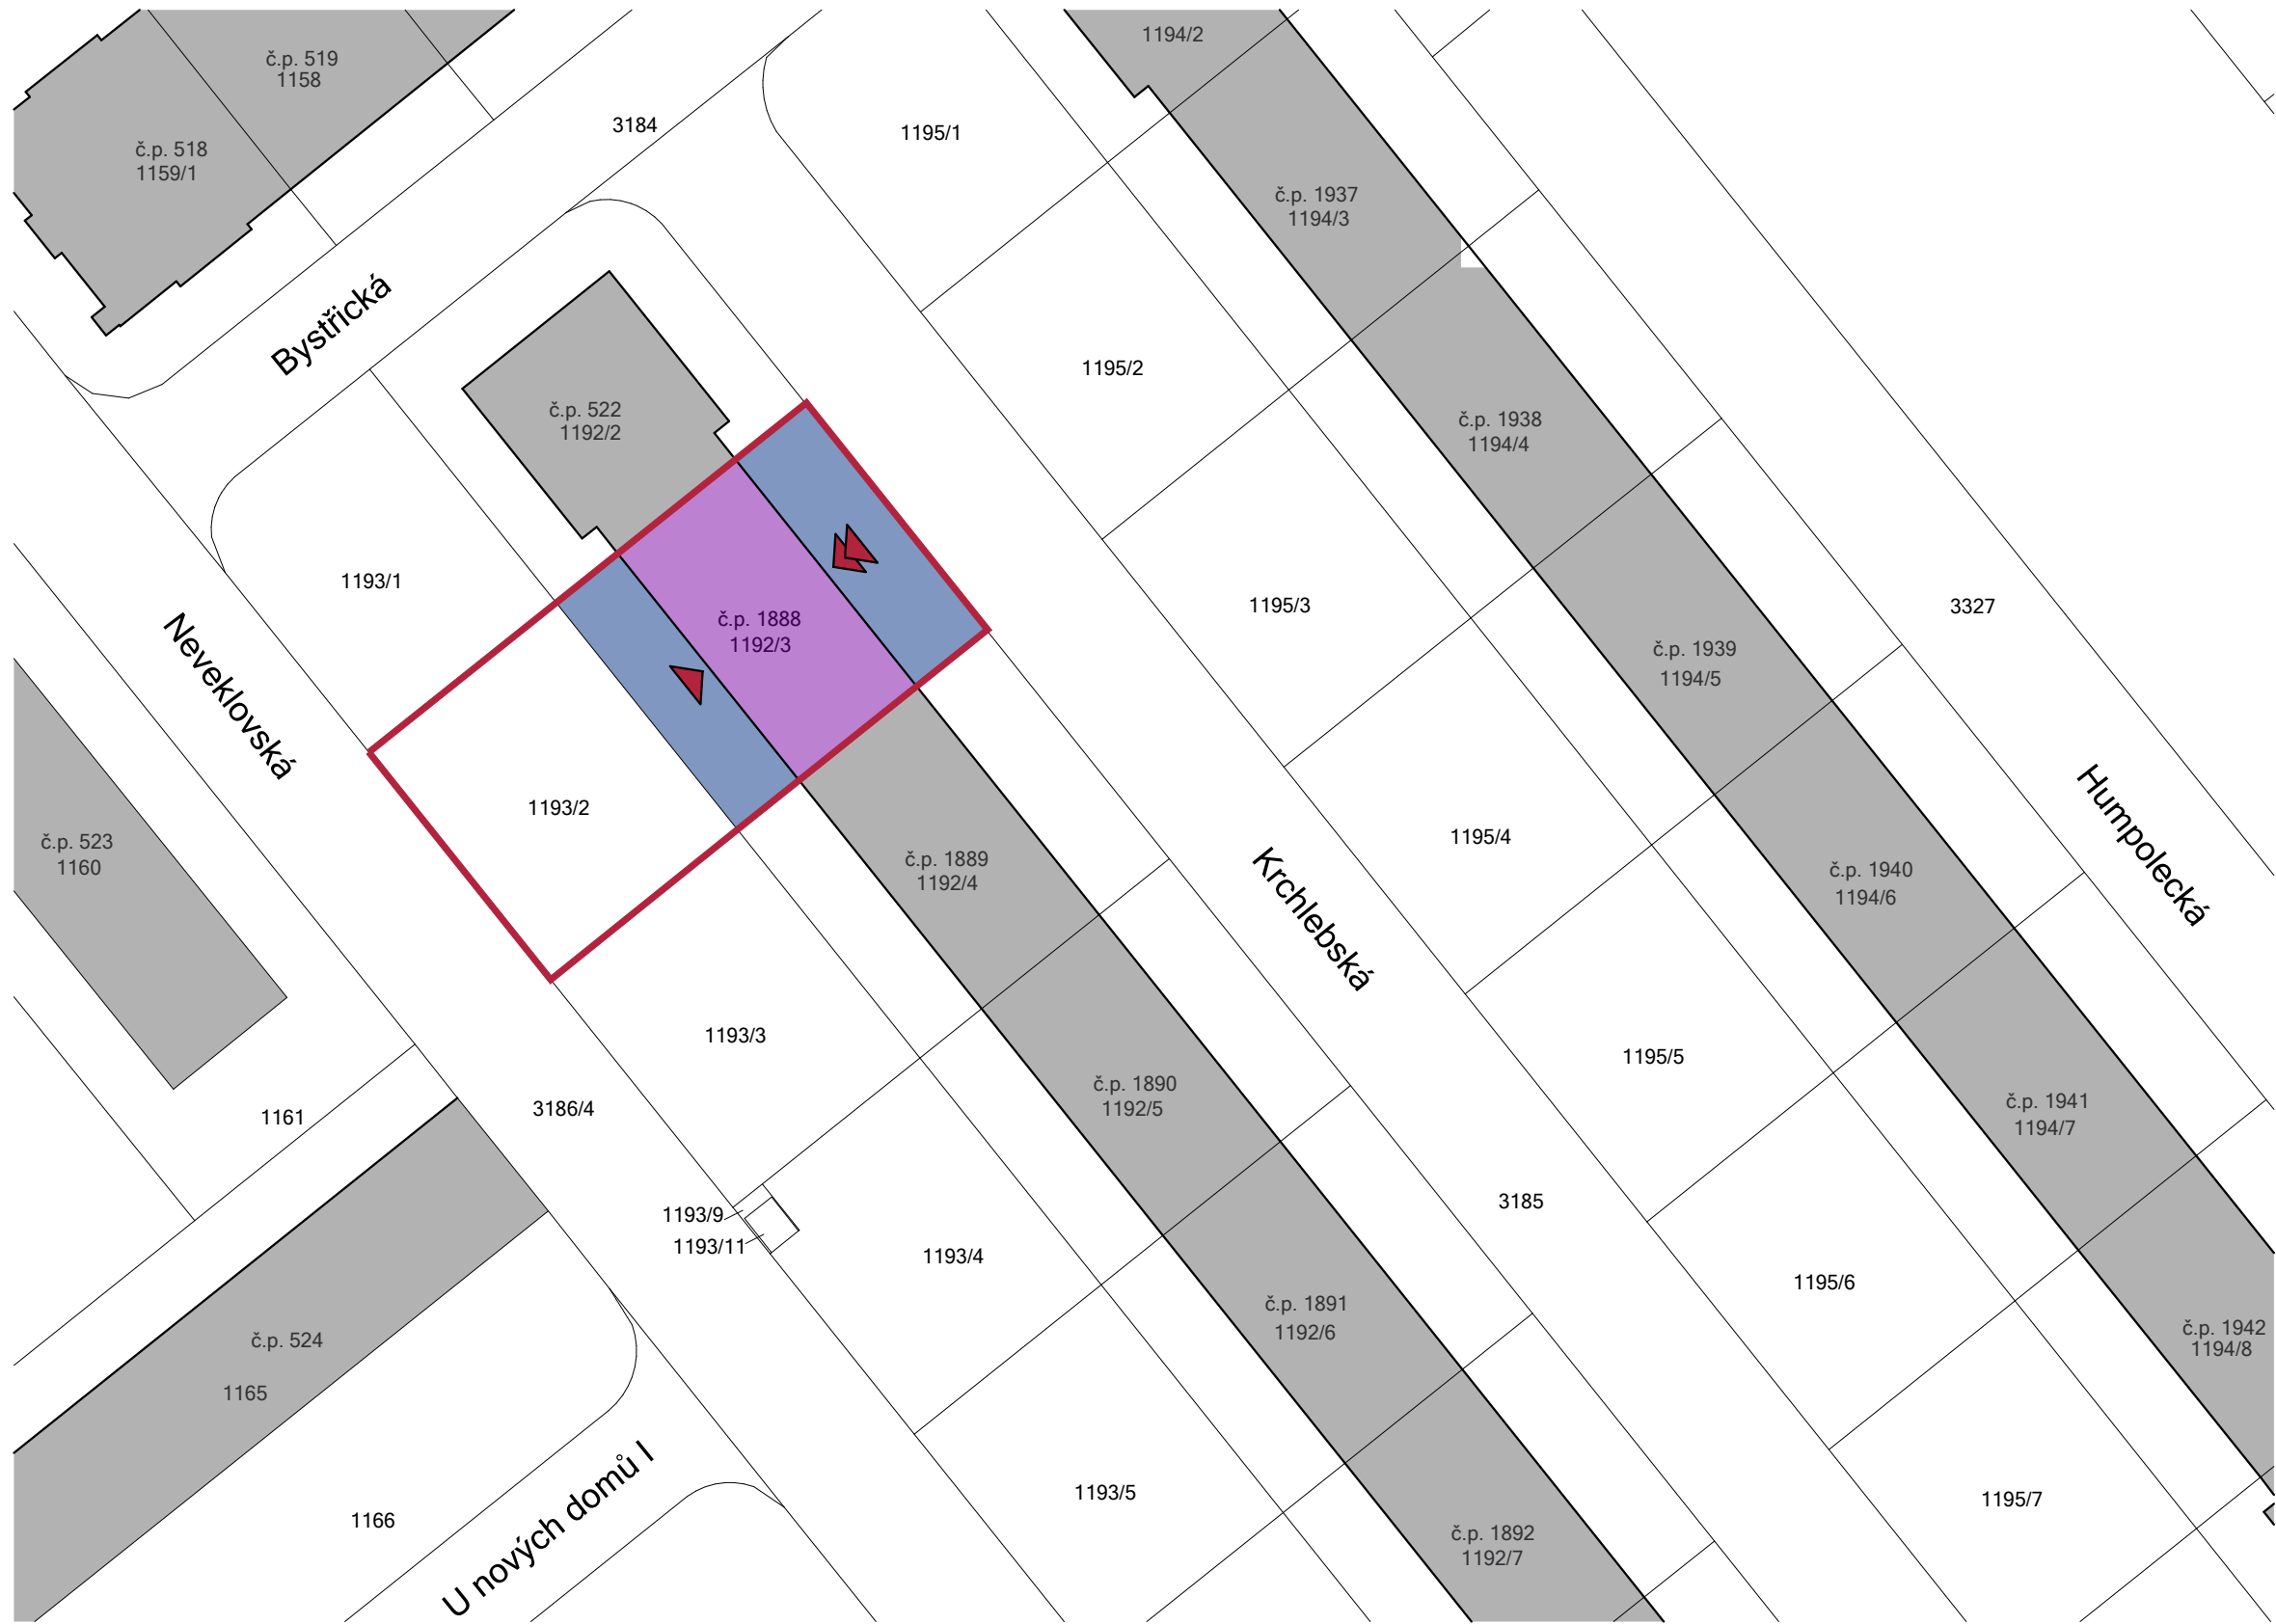 1194/2
č.p. 519
1158
3184
1195/1
č.p. 518
1159/1
č.p. 1937
1194/3
Bystřická
1195/2
č.p. 522
1192/2
č.p. 1938
1194/4
1193/1
1195/3
3327
č.p. 1888
1192/3
Neveklovská
č.p. 1939
1194/5
1193/2
1195/4
Humpolecká
č.p. 523
1160
č.p. 1889
1192/4
č.p. 1940
1194/6
Krchlebská
1193/3
1195/5
č.p. 1890
1192/5
1161
3186/4
č.p. 1941
1194/7
3185
1193/9
1193/11
1193/4
1195/6
č.p. 1891
1192/6
č.p. 524
1165
č.p. 1942
1194/8
1193/5
1195/7
1166
U nových domů I
č.p. 1892
1192/7